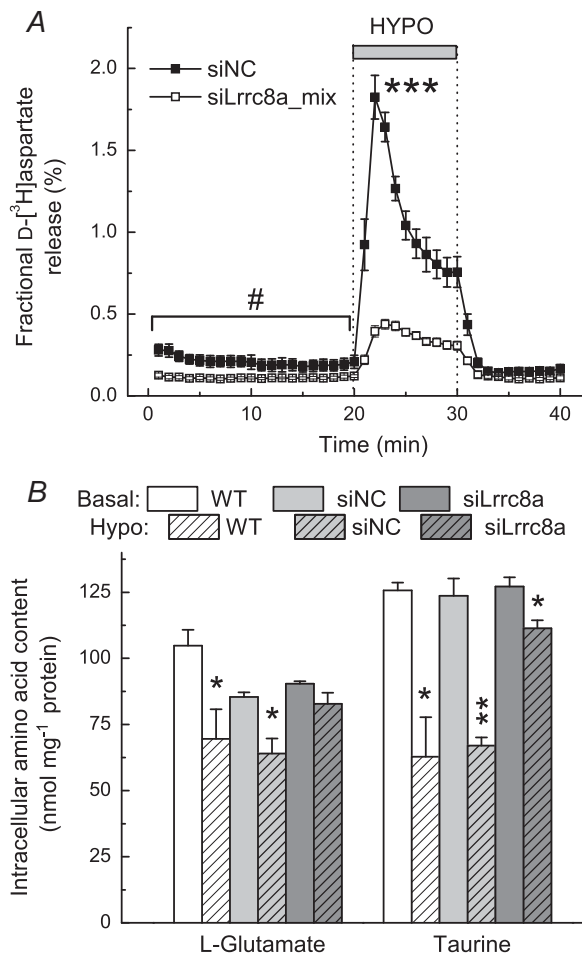 A
HYPO
siNC
siLrrc8a_mix
***
#
2.0
1.5
1.0
0.5
0.0
Fractional D-[³H]aspartate
release (%)
0 10 20 30 40
Time (min)
B
Basal: WT siNC siLrrc8a
Hypo: WT siNC siLrrc8a
125
100
75
50
25
0
Intracellular amino acid content
(nmol mg⁻¹ protein)
* * * ** *
L-Glutamate Taurine